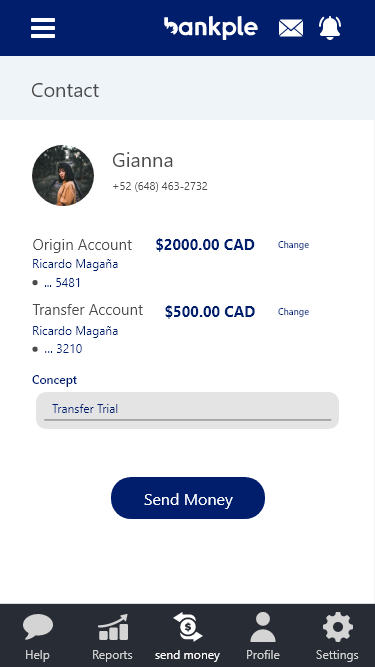 bankple
Contact
Gianna
+52 (648) 463-2732
Origin Account $2000.00 CAD Change
Ricardo Magaña
• ... 5481
Transfer Account $500.00 CAD Change
Ricardo Magaña
• ... 3210
Concept
Transfer Trial
Send Money
Help Reports send money Profile Settings